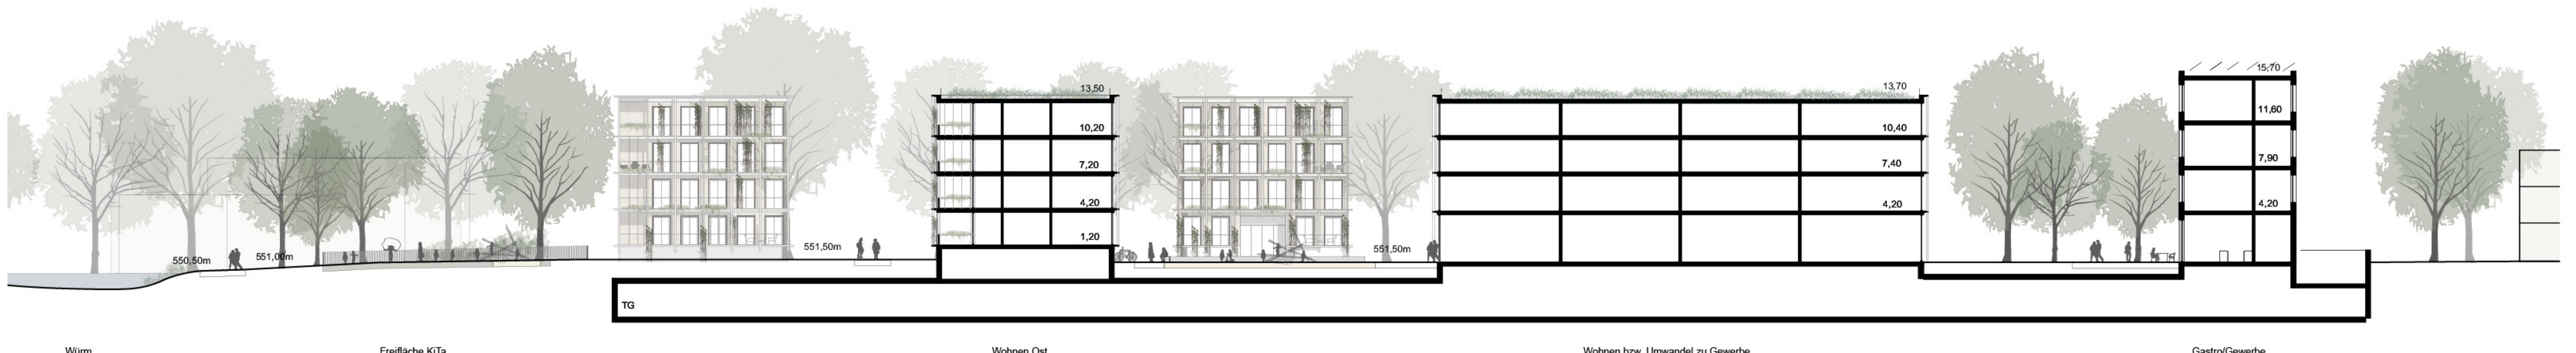 550,50m
551,00m
551,50m
13,50
10,20
7,20
4,20
1,20
551,50m
13,70
10,40
7,40
4,20
15,70
11,60
7,90
4,20
TG
Würm
Freifläche KiTa
Wohnen Ost
Wohnen bzw. Umwandel zu Gewerbe
Gastro/Gewerbe